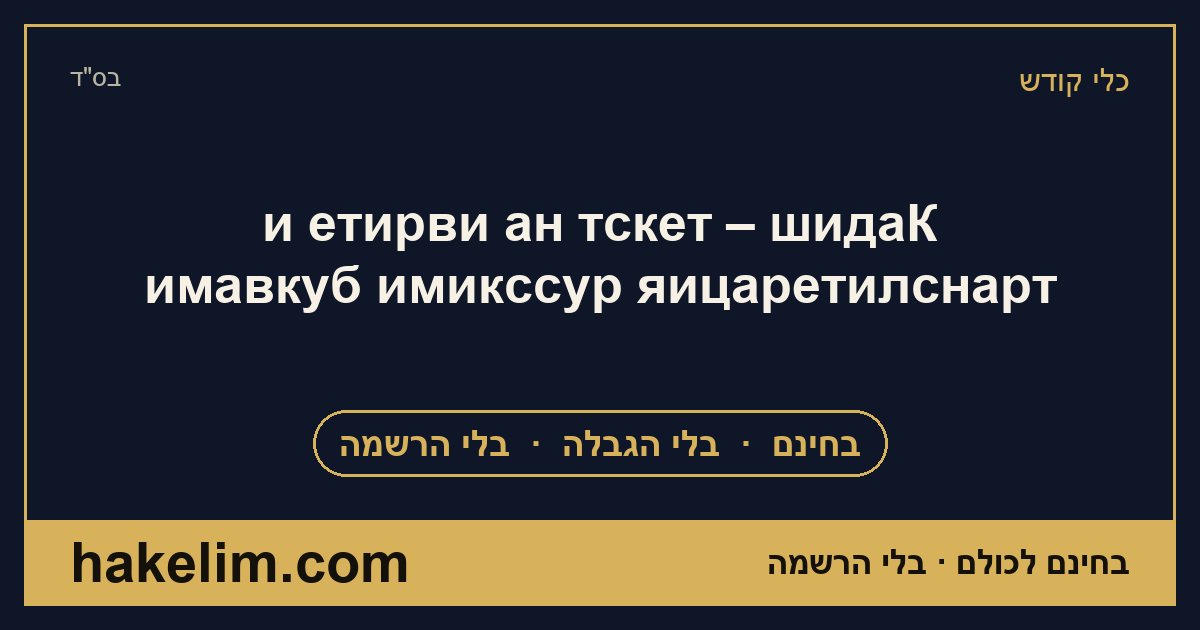 כלי קודש
בס"ד
и етирви ан тскет – шидаК
имавкуб имикссур яицаретилснарт
בחינם · בלי הגבלה · בלי הרשמה
hakelim.com
בחינם לכולם · בלי הרשמה